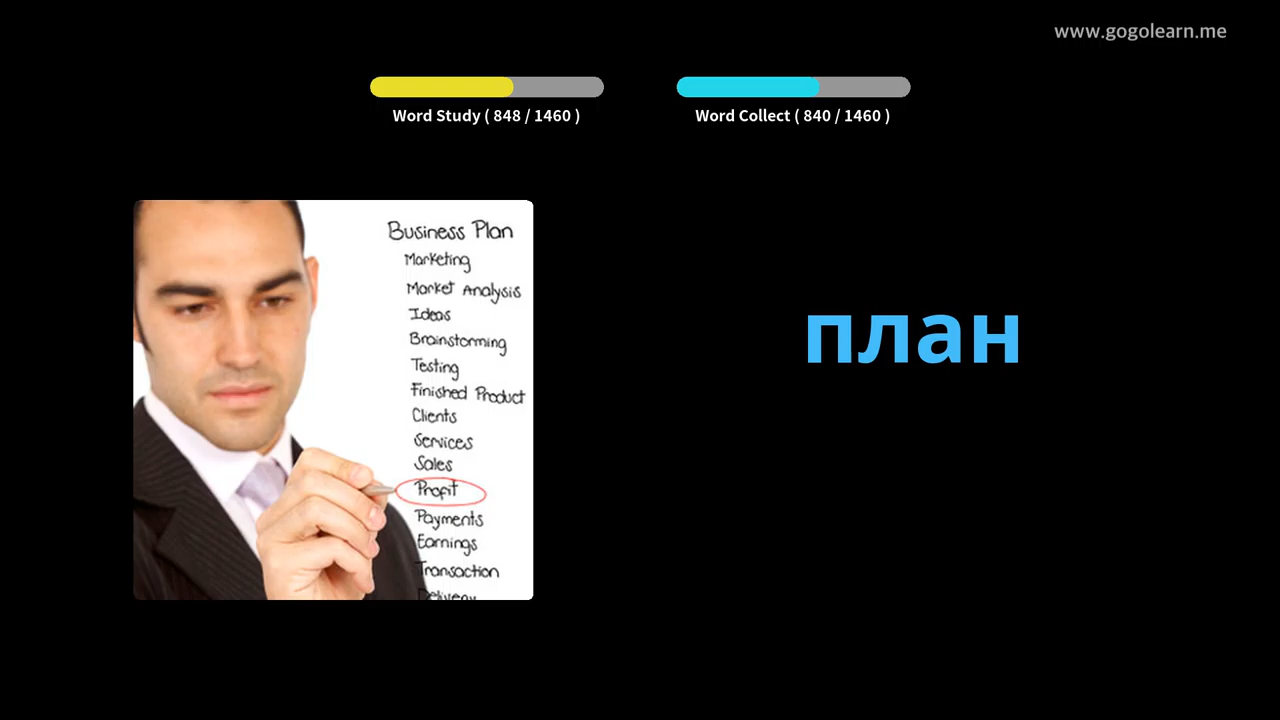 www.gogolearn.me
Word Study ( 848 / 1460 )
Word Collect ( 840 / 1460 )
Business Plan
Marketing
Market Analysis
Ideas
Brainstorming
Testing
Finished Product
Clients
Services
Sales
Profit
Payments
Earnings
Transaction
Delivery
план